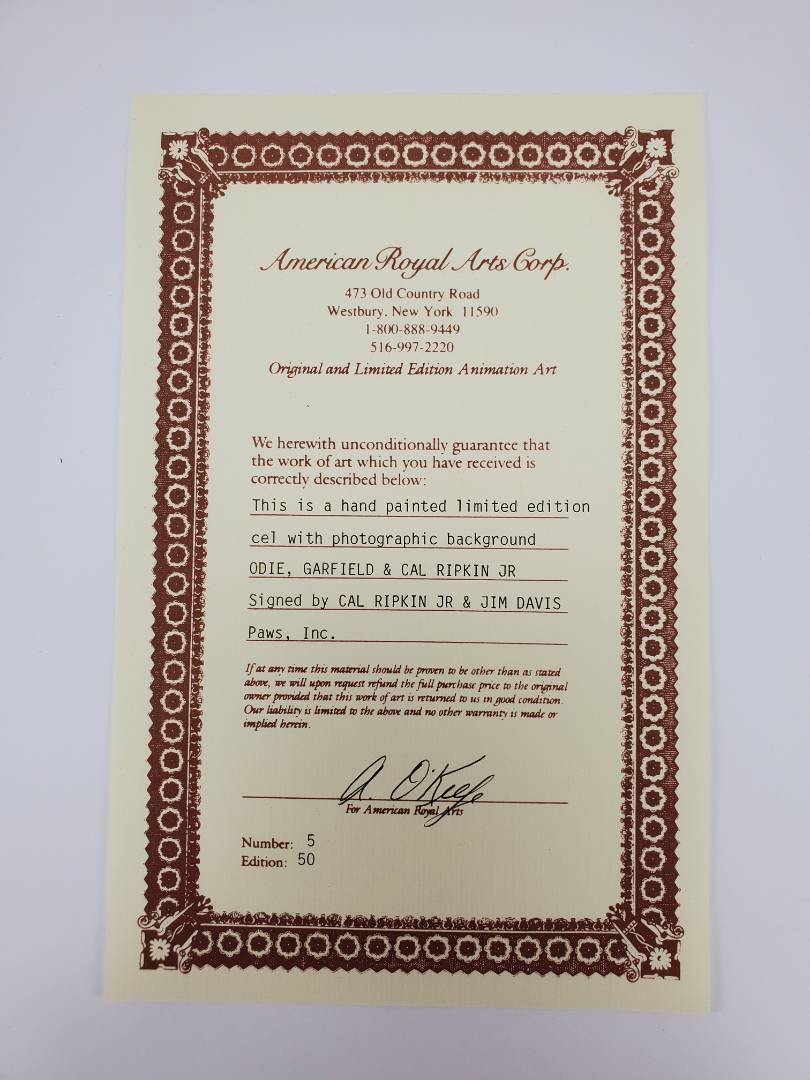 American Royal Arts Corp.
473 Old Country Road
Westbury, New York 11590
1-800-888-9449
516-997-2220
Original and Limited Edition Animation Art
We herewith unconditionally guarantee that
the work of art which you have received is
correctly described below:
This is a hand painted limited edition
cel with photographic background
ODIE, GARFIELD & CAL RIPKIN JR
Signed by CAL RIPKIN JR & JIM DAVIS
Paws, Inc.
If at any time this material should be proven to be other than as stated
above, we will upon request refund the full purchase price to the original
owner provided that this work of art is returned to us in good condition.
Our liability is limited to the above and no other warranty is made or
implied herein.
A. O'Keefe
For American Royal Arts
Number: 5
Edition: 50